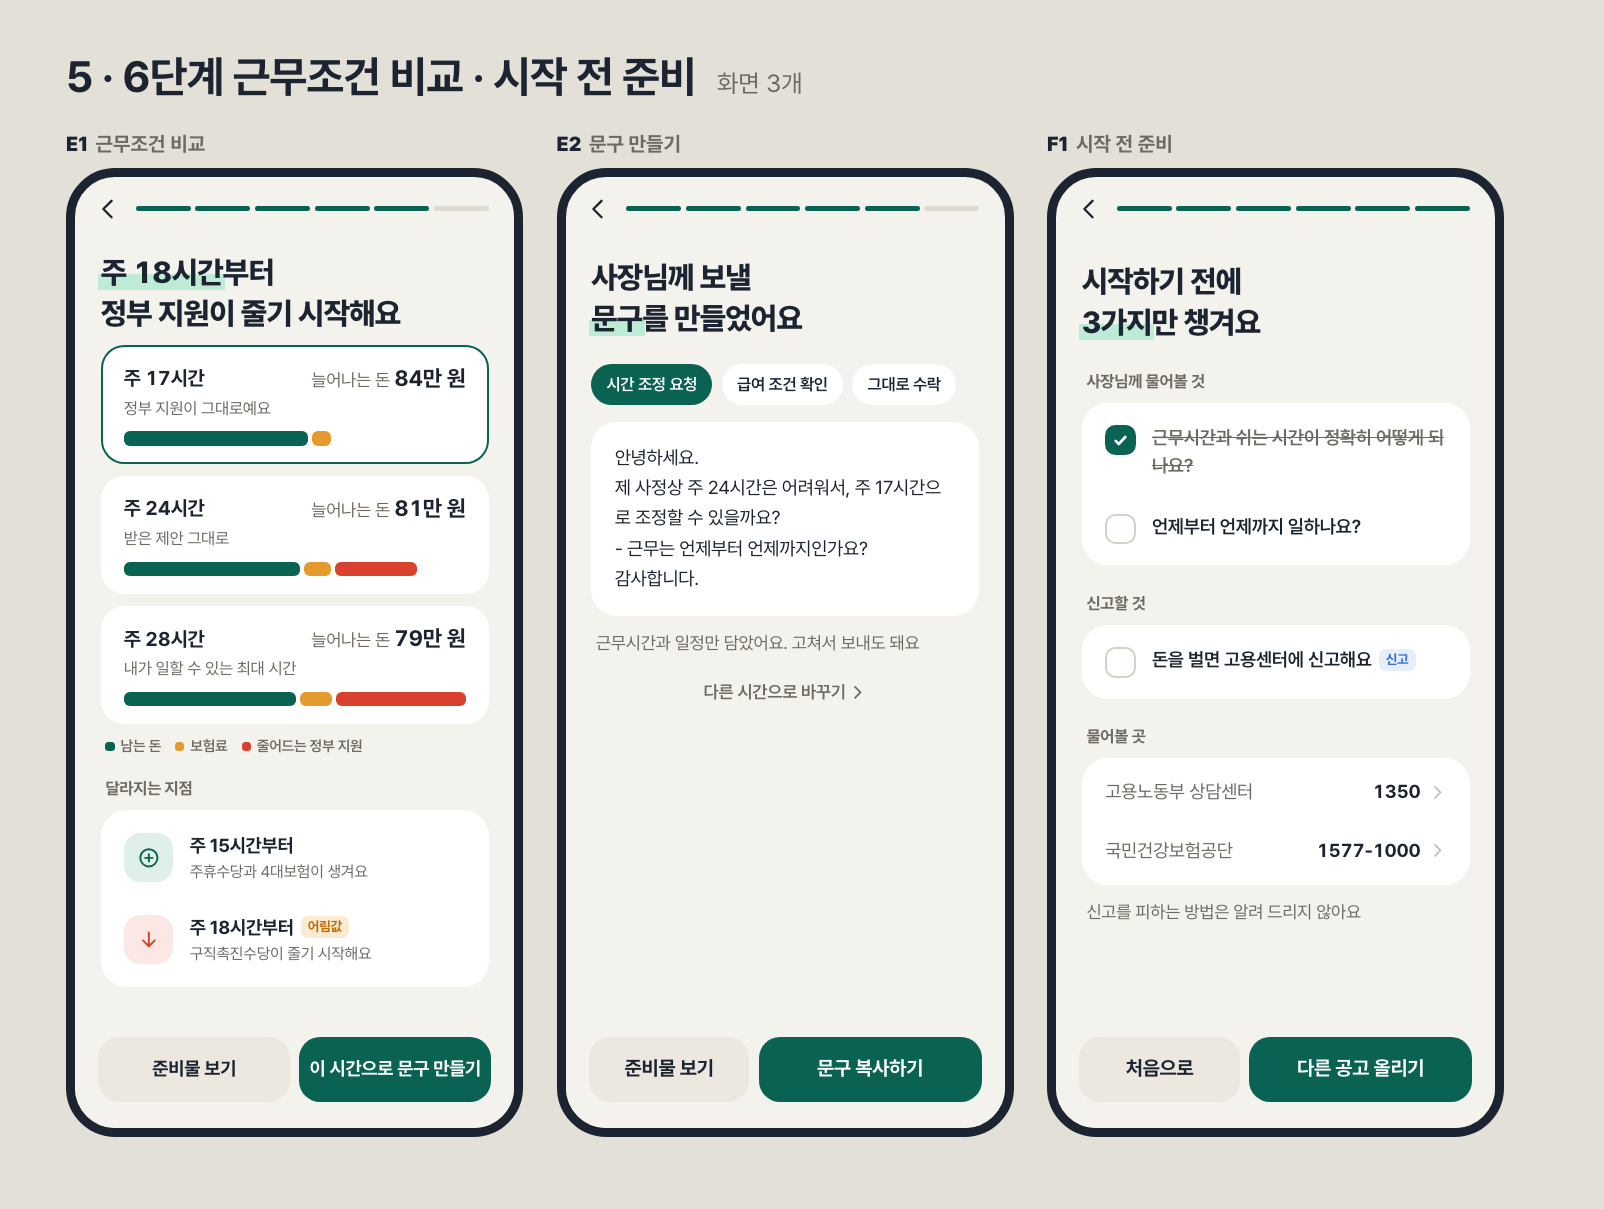 5 · 6단계 근무조건 비교 · 시작 전 준비 화면 3개
E1 근무조건 비교
주 18시간부터
정부 지원이 줄기 시작해요
주 17시간 늘어나는 돈 84만 원
정부 지원이 그대로예요
주 24시간 늘어나는 돈 81만 원
받은 제안 그대로
주 28시간 늘어나는 돈 79만 원
내가 일할 수 있는 최대 시간
남는 돈 보험료 줄어드는 정부 지원
달라지는 지점
주 15시간부터
주휴수당과 4대보험이 생겨요
주 18시간부터 어림값
구직촉진수당이 줄기 시작해요
준비물 보기 이 시간으로 문구 만들기
E2 문구 만들기
사장님께 보낼
문구를 만들었어요
시간 조정 요청 급여 조건 확인 그대로 수락
안녕하세요.
제 사정상 주 24시간은 어려워서, 주 17시간으
로 조정할 수 있을까요?
- 근무는 언제부터 언제까지인가요?
감사합니다.
근무시간과 일정만 담았어요. 고쳐서 보내도 돼요
다른 시간으로 바꾸기
준비물 보기 문구 복사하기
F1 시작 전 준비
시작하기 전에
3가지만 챙겨요
사장님께 물어볼 것
근무시간과 쉬는 시간이 정확히 어떻게 되
나요?
언제부터 언제까지 일하나요?
신고할 것
돈을 벌면 고용센터에 신고해요 신고
물어볼 곳
고용노동부 상담센터 1350
국민건강보험공단 1577-1000
신고를 피하는 방법은 알려 드리지 않아요
처음으로 다른 공고 올리기